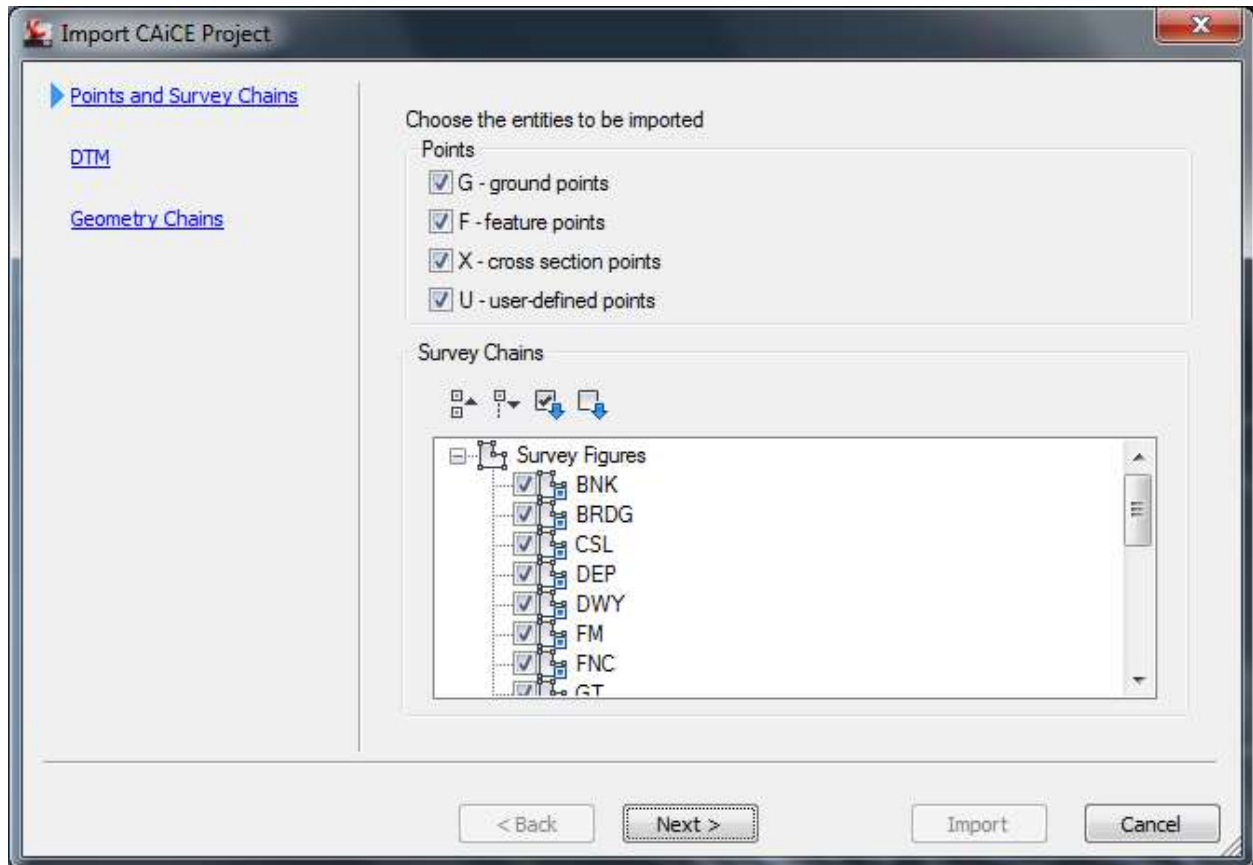 Import CAiCE Project
Points and Survey Chains
DTM
Geometry Chains
Choose the entities to be imported
Points
G - ground points
F - feature points
X - cross section points
U - user-defined points
Survey Chains
Survey Figures
BNK
BRDG
CSL
DEP
DWY
FM
FNC
GT
< Back
Next >
Import
Cancel